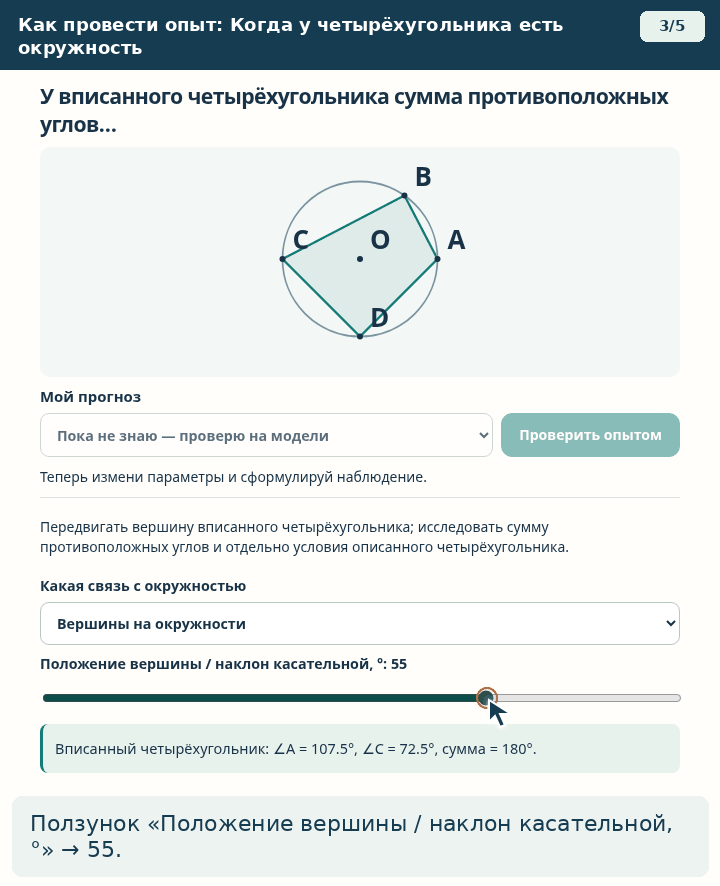 Как провести опыт: Когда у четырёхугольника есть
окружность
3/5
У вписанного четырёхугольника сумма противоположных
углов…
B
C
O
A
D
Мой прогноз
Пока не знаю — проверю на модели
Проверить опытом
Теперь измени параметры и сформулируй наблюдение.
Передвигать вершину вписанного четырёхугольника; исследовать сумму
противоположных углов и отдельно условия описанного четырёхугольника.
Какая связь с окружностью
Вершины на окружности
Положение вершины / наклон касательной, °: 55
Вписанный четырёхугольник: ∠A = 107.5°, ∠C = 72.5°, сумма = 180°.
Ползунок «Положение вершины / наклон касательной,
°» → 55.